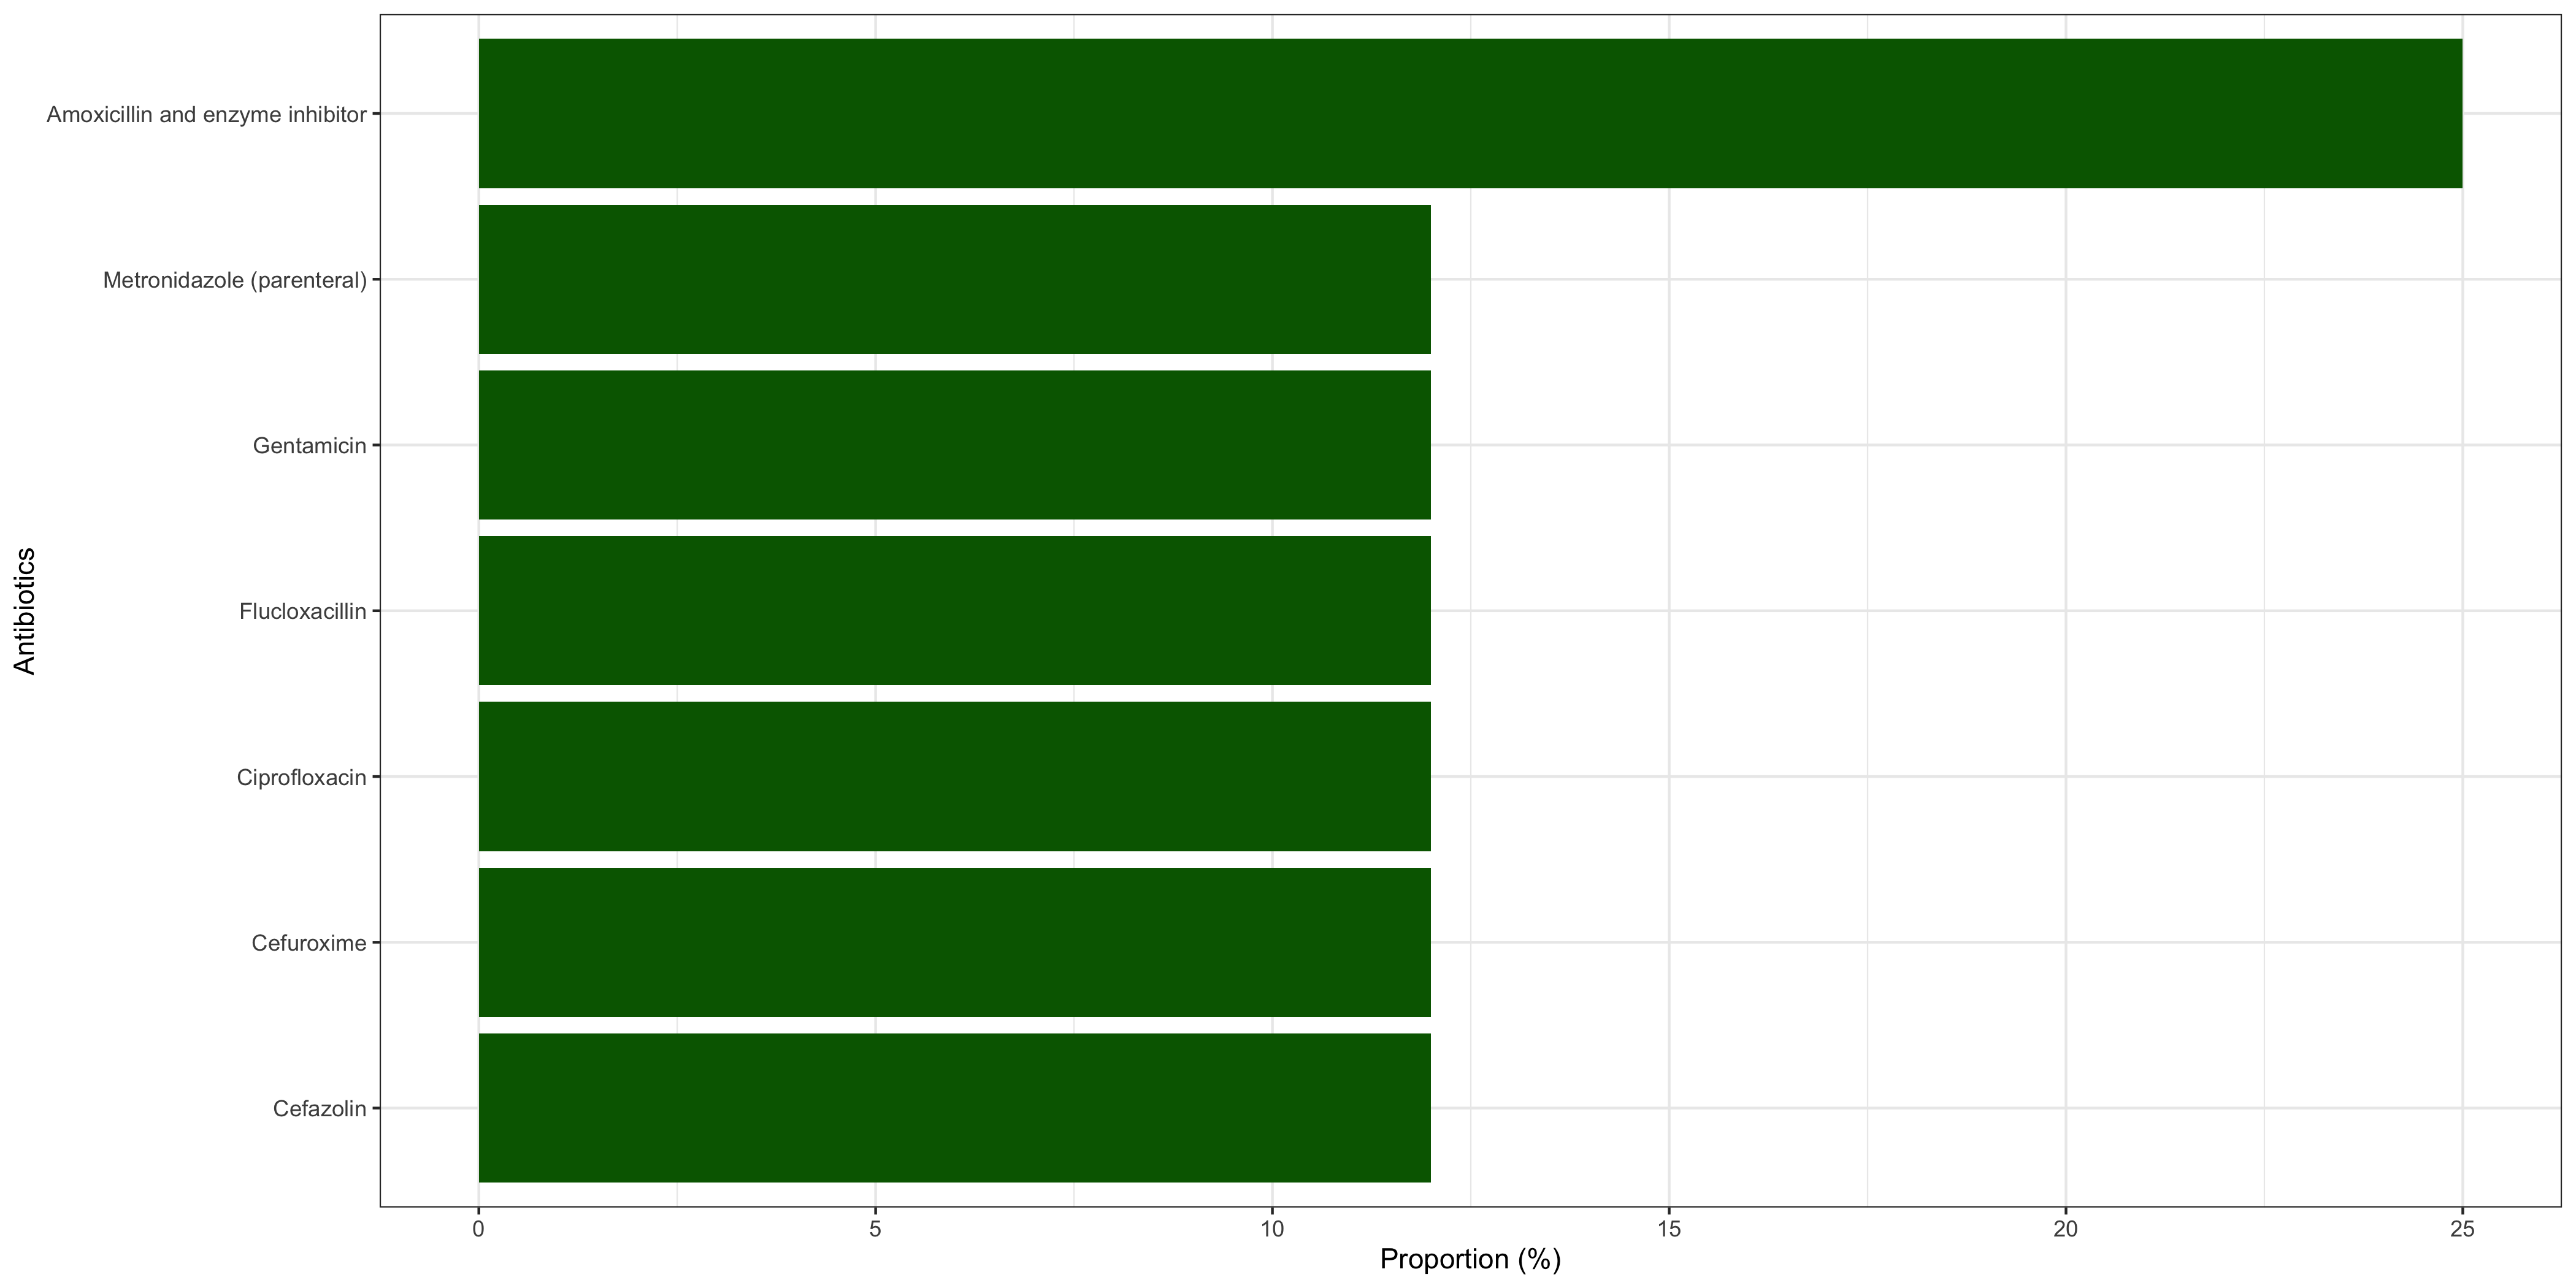 Amoxicillin and enzyme inhibitor
Metronidazole (parenteral)
Gentamicin
Flucloxacillin
Ciprofloxacin
Cefuroxime
Cefazolin
Antibiotics
0 5 10 15 20 25
Proportion (%)